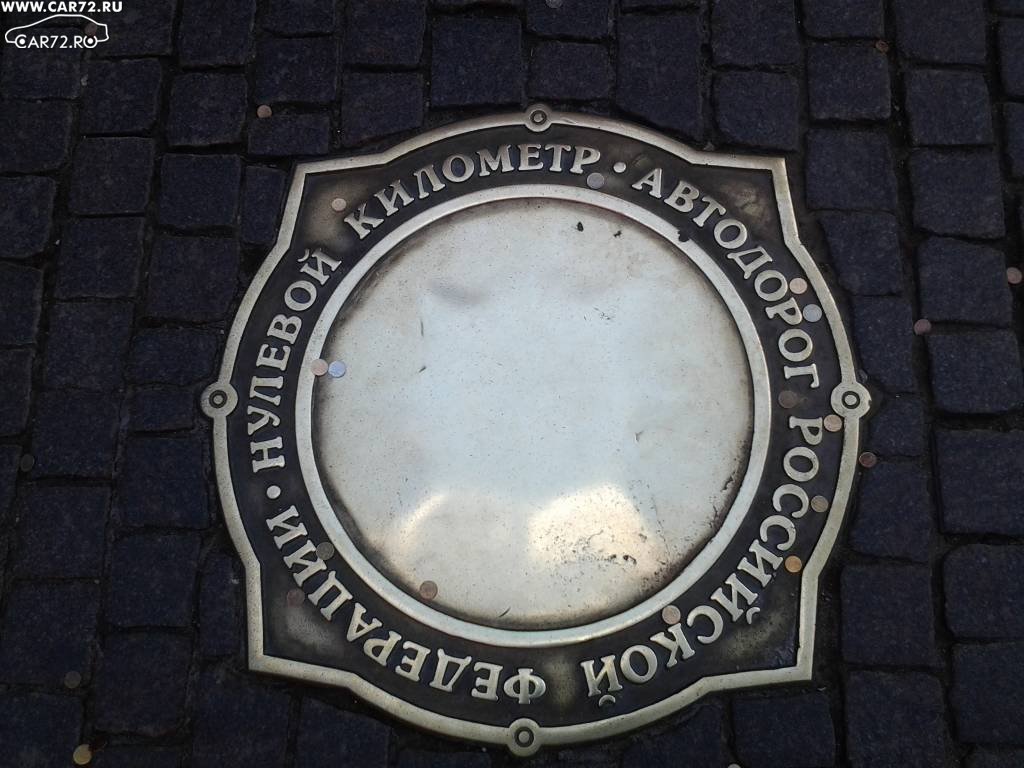 WWW.CAR72.RU
CAR72.RU
НУЛЕВОЙ КИЛОМЕТР • АВТОДОРОГ РОССИЙСКОЙ ФЕДЕРАЦИИ •